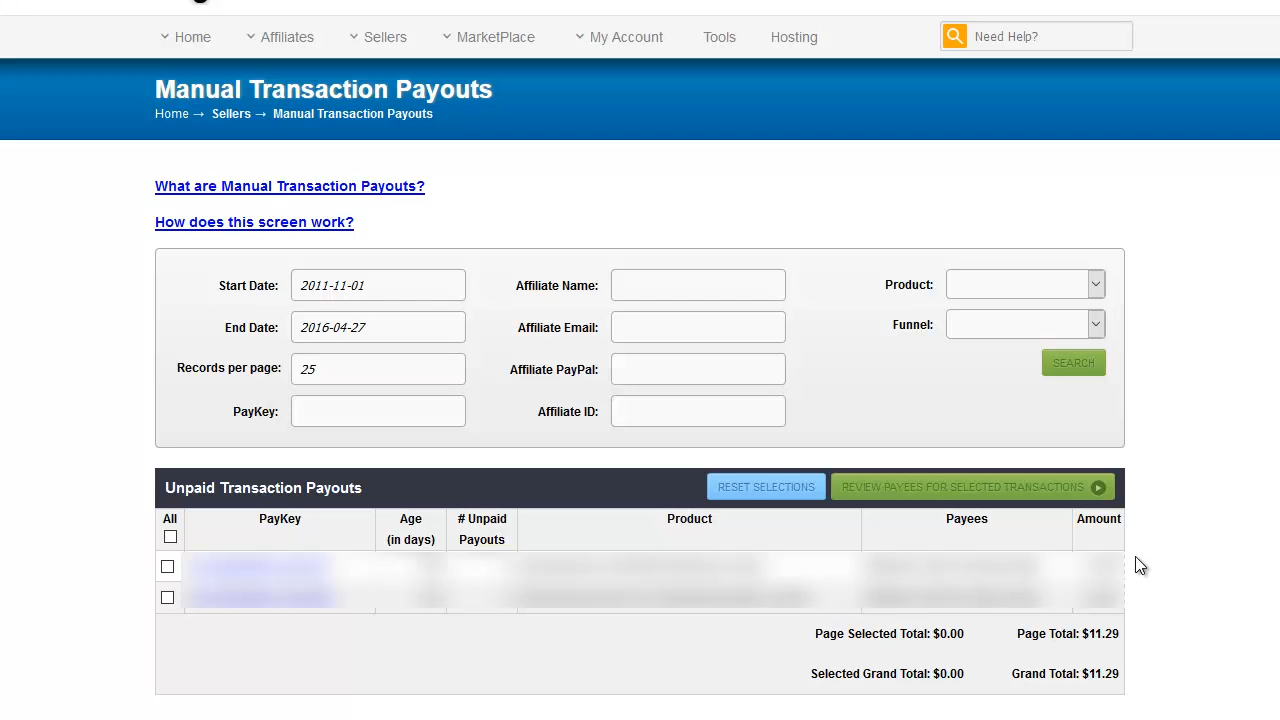 Home Affiliates Sellers MarketPlace My Account Tools Hosting Need Help?
Manual Transaction Payouts
Home → Sellers → Manual Transaction Payouts
What are Manual Transaction Payouts?
How does this screen work?
Start Date: 2011-11-01 Affiliate Name: Product:
End Date: 2016-04-27 Affiliate Email: Funnel:
Records per page: 25 Affiliate PayPal: SEARCH
PayKey: Affiliate ID:
Unpaid Transaction Payouts RESET SELECTIONS REVIEW PAYEES FOR SELECTED TRANSACTIONS
All PayKey Age # Unpaid Product Payees Amount
(in days) Payouts
Page Selected Total: $0.00 Page Total: $11.29
Selected Grand Total: $0.00 Grand Total: $11.29